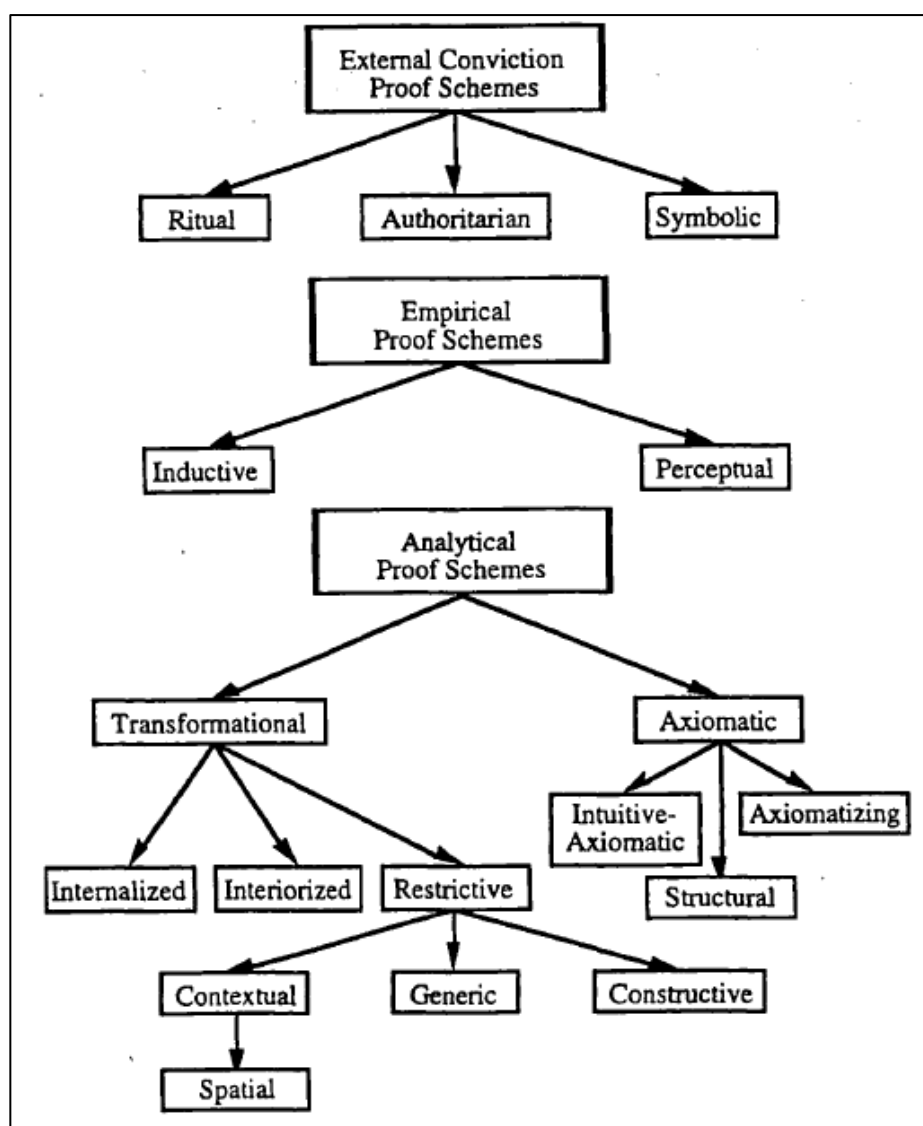 External Conviction
Proof Schemes
Ritual
Authoritarian
Symbolic
Empirical
Proof Schemes
Inductive
Perceptual
Analytical
Proof Schemes
Transformational
Axiomatic
Intuitive-
Axiomatic
Axiomatizing
Internalized
Interiorized
Restrictive
Structural
Contextual
Generic
Constructive
Spatial